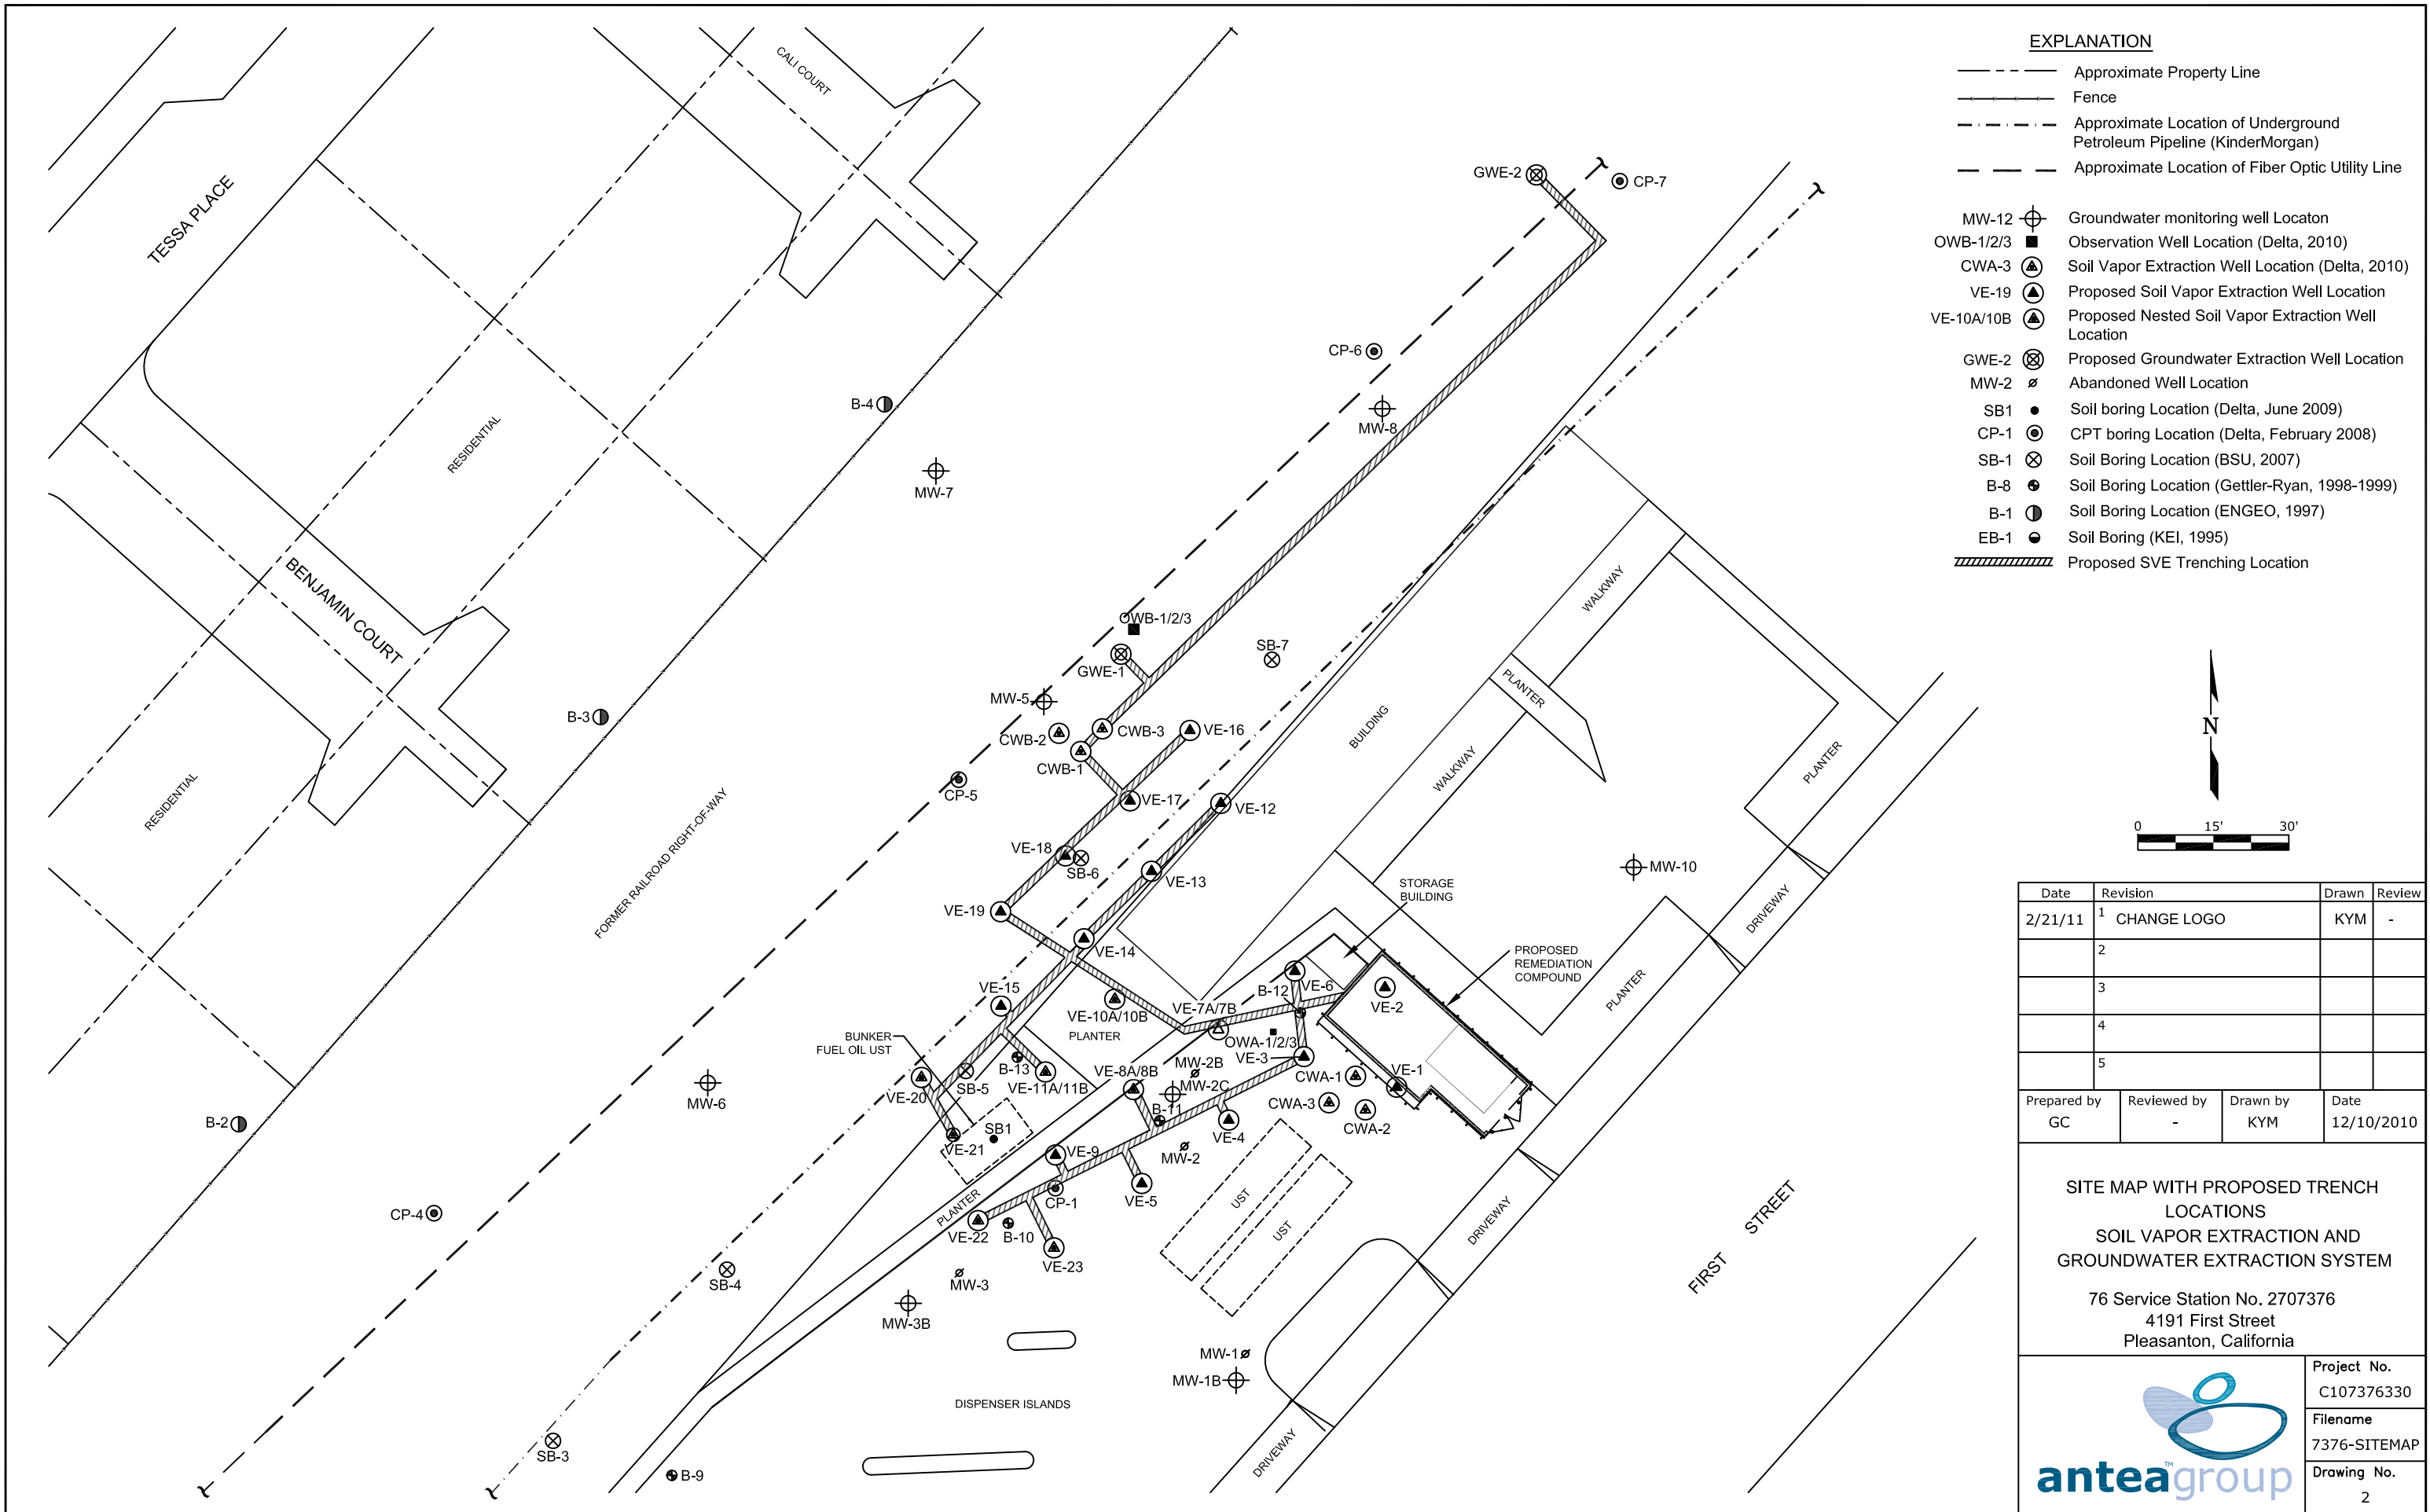 EXPLANATION
Approximate Property Line
Fence
Approximate Location of Underground
Petroleum Pipeline (KinderMorgan)
Approximate Location of Fiber Optic Utility Line
MW-12 Groundwater monitoring well Locaton
OWB-1/2/3 Observation Well Location (Delta, 2010)
CWA-3 Soil Vapor Extraction Well Location (Delta, 2010)
VE-19 Proposed Soil Vapor Extraction Well Location
VE-10A/10B Proposed Nested Soil Vapor Extraction Well
Location
GWE-2 Proposed Groundwater Extraction Well Location
MW-2 Abandoned Well Location
SB1 Soil boring Location (Delta, June 2009)
CP-1 CPT boring Location (Delta, February 2008)
SB-1 Soil Boring Location (BSU, 2007)
B-8 Soil Boring Location (Gettler-Ryan, 1998-1999)
B-1 Soil Boring Location (ENGEO, 1997)
EB-1 Soil Boring (KEI, 1995)
Proposed SVE Trenching Location
CALI COURT
TESSA PLACE
RESIDENTIAL
BENJAMIN COURT
RESIDENTIAL
FORMER RAILROAD RIGHT-OF-WAY
GWE-2
CP-7
CP-6
MW-8
B-4
MW-7
OWB-1/2/3
GWE-1
SB-7
MW-5
B-3
CWB-2
CWB-3
CWB-1
VE-16
CP-5
VE-17
VE-12
VE-18
SB-6
VE-13
VE-19
VE-14
BUILDING
WALKWAY
WALKWAY
PLANTER
PLANTER
MW-10
STORAGE
BUILDING
DRIVEWAY
PROPOSED
REMEDIATION
COMPOUND
PLANTER
VE-15
VE-10A/10B
PLANTER
VE-7A/7B
B-12
VE-6
VE-2
BUNKER
FUEL OIL UST
OWA-1/2/3
VE-3
MW-2B
VE-8A/8B
MW-2C
B-13
VE-11A/11B
SB-5
VE-20
CWA-1
VE-1
CWA-3
CWA-2
MW-6
B-2
B-11
VE-4
SB1
VE-21
MW-2
VE-9
VE-5
CP-1
PLANTER
VE-22
B-10
VE-23
UST
UST
CP-4
SB-4
MW-3
MW-3B
DRIVEWAY
FIRST STREET
MW-1
MW-1B
DISPENSER ISLANDS
DRIVEWAY
SB-3
B-9
N
0 15' 30'
Date Revision Drawn Review
2/21/11 1 CHANGE LOGO KYM -
2
3
4
5
Prepared by Reviewed by Drawn by Date
GC - KYM 12/10/2010
SITE MAP WITH PROPOSED TRENCH
LOCATIONS
SOIL VAPOR EXTRACTION AND
GROUNDWATER EXTRACTION SYSTEM
76 Service Station No. 2707376
4191 First Street
Pleasanton, California
anteagroup
™
Project No.
C107376330
Filename
7376-SITEMAP
Drawing No.
2